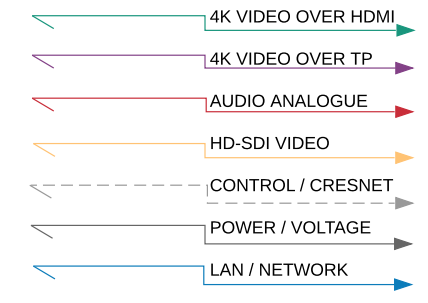 4K VIDEO OVER HDMI
4K VIDEO OVER TP
AUDIO ANALOGUE
HD-SDI VIDEO
CONTROL / CRESNET
POWER / VOLTAGE
LAN / NETWORK